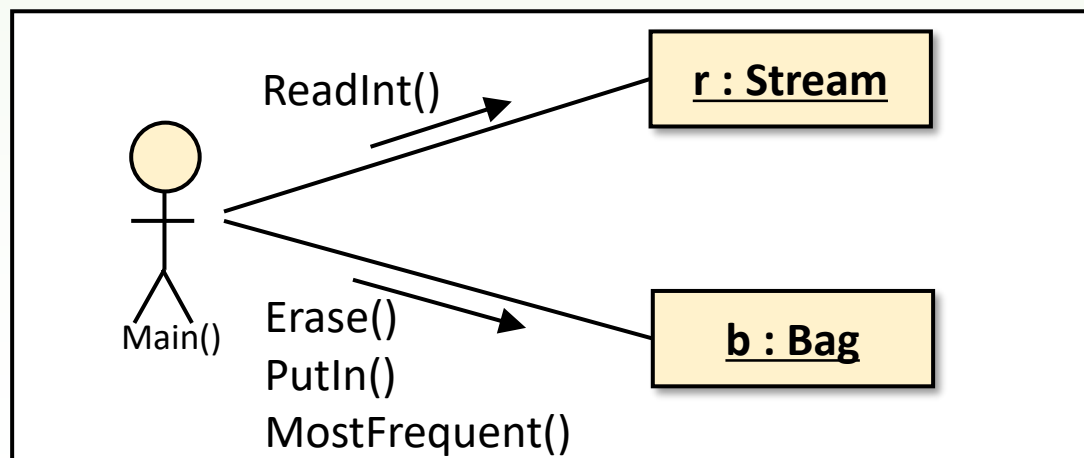 ReadInt()
r : Stream
Main()
Erase()
PutIn()
MostFrequent()
b : Bag